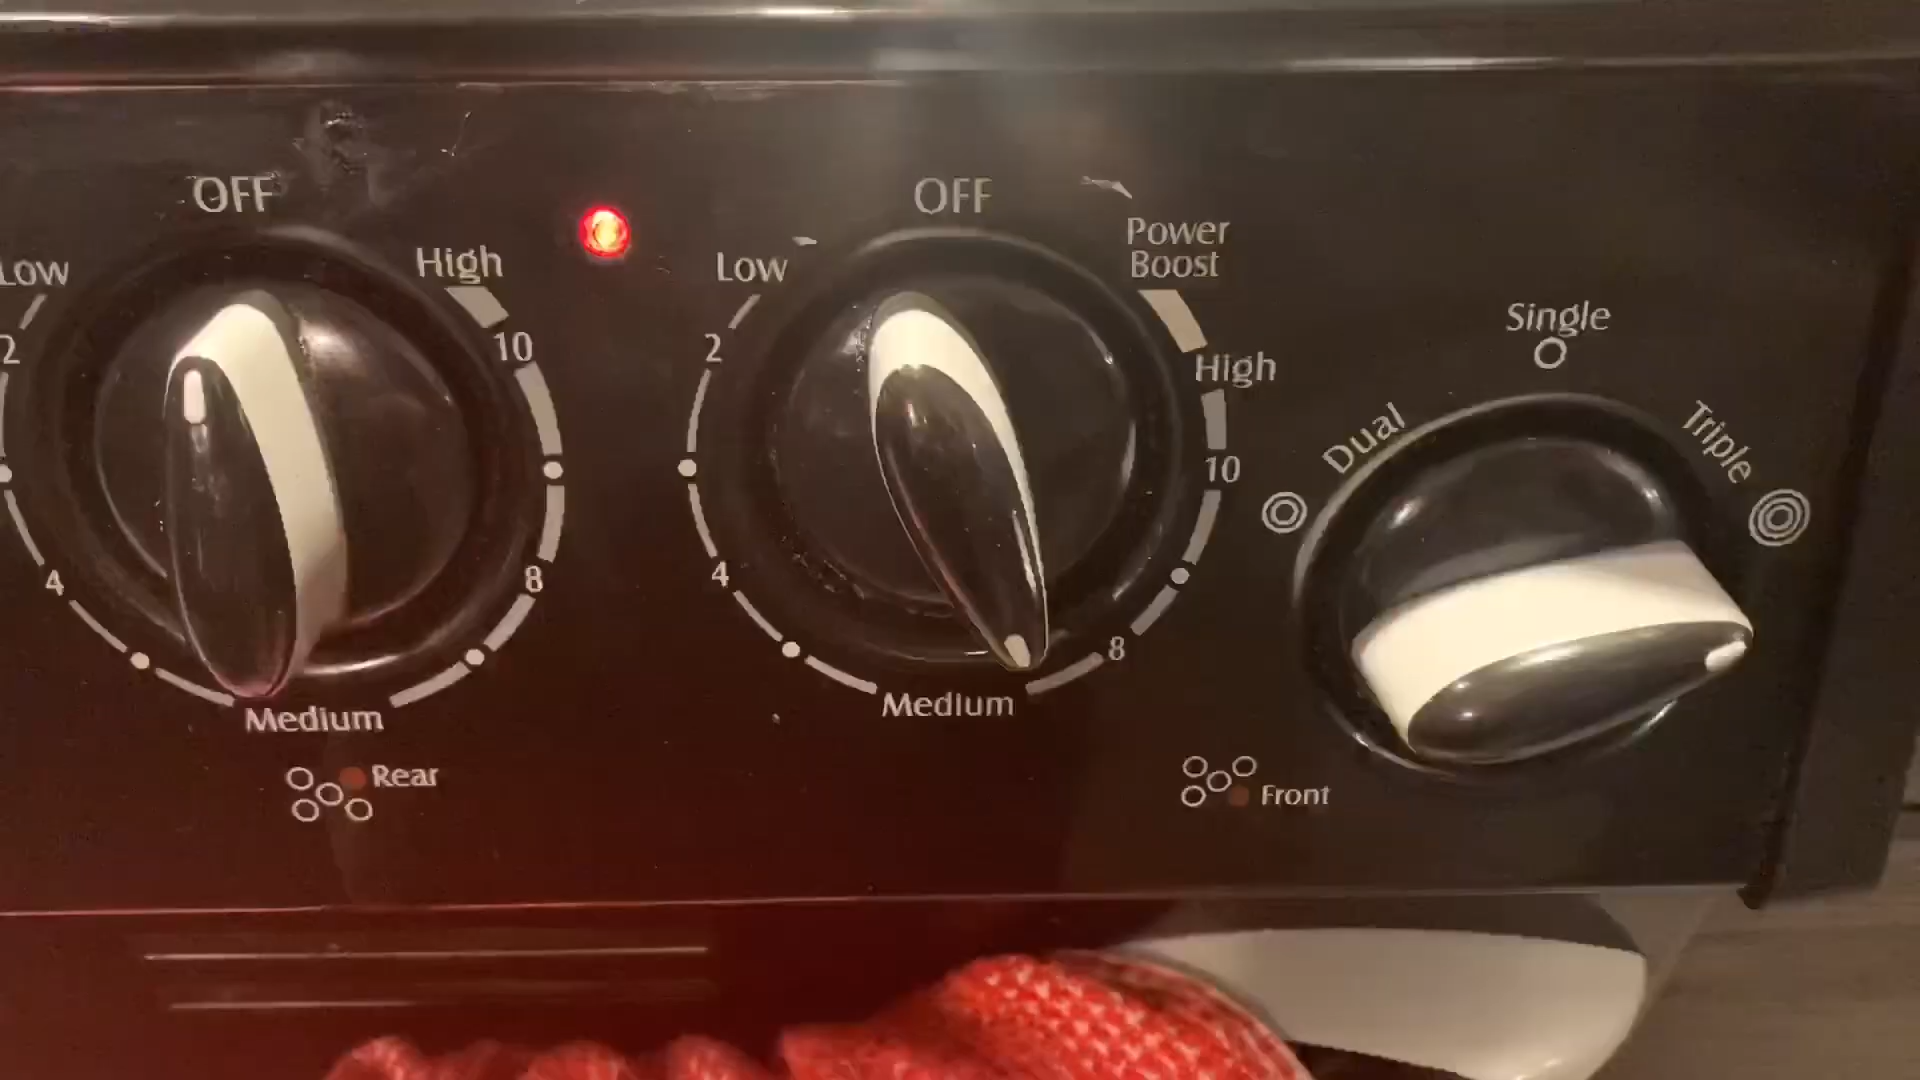 OFF
Low
High
2
10
4
8
Medium
Rear
OFF
Low
Power
Boost
2
High
10
4
8
Medium
Front
Single
Dual
Triple